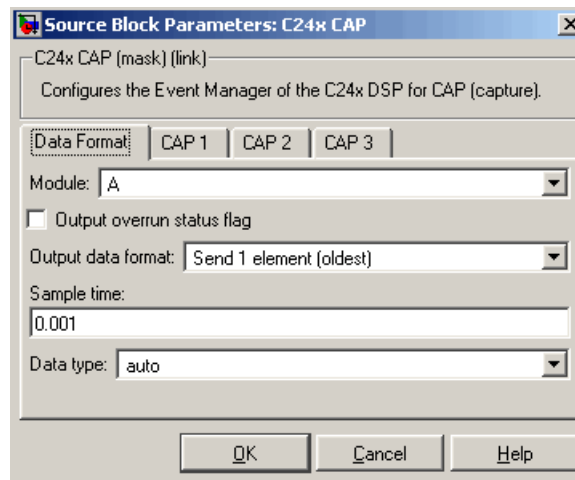 Source Block Parameters: C24x CAP
C24x CAP (mask) (link)
Configures the Event Manager of the C24x DSP for CAP (capture).
Data Format CAP 1 CAP 2 CAP 3
Module: A
Output overrun status flag
Output data format: Send 1 element (oldest)
Sample time:
0.001
Data type: auto
OK Cancel Help